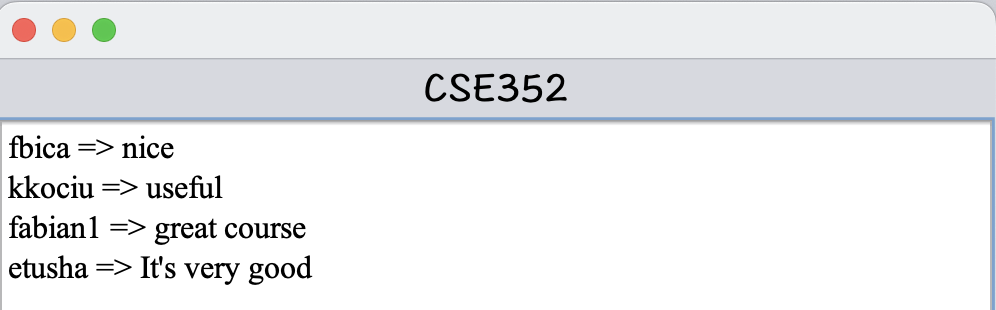 CSE352
fbica => nice
kkociu => useful
fabian1 => great course
etusha => It's very good